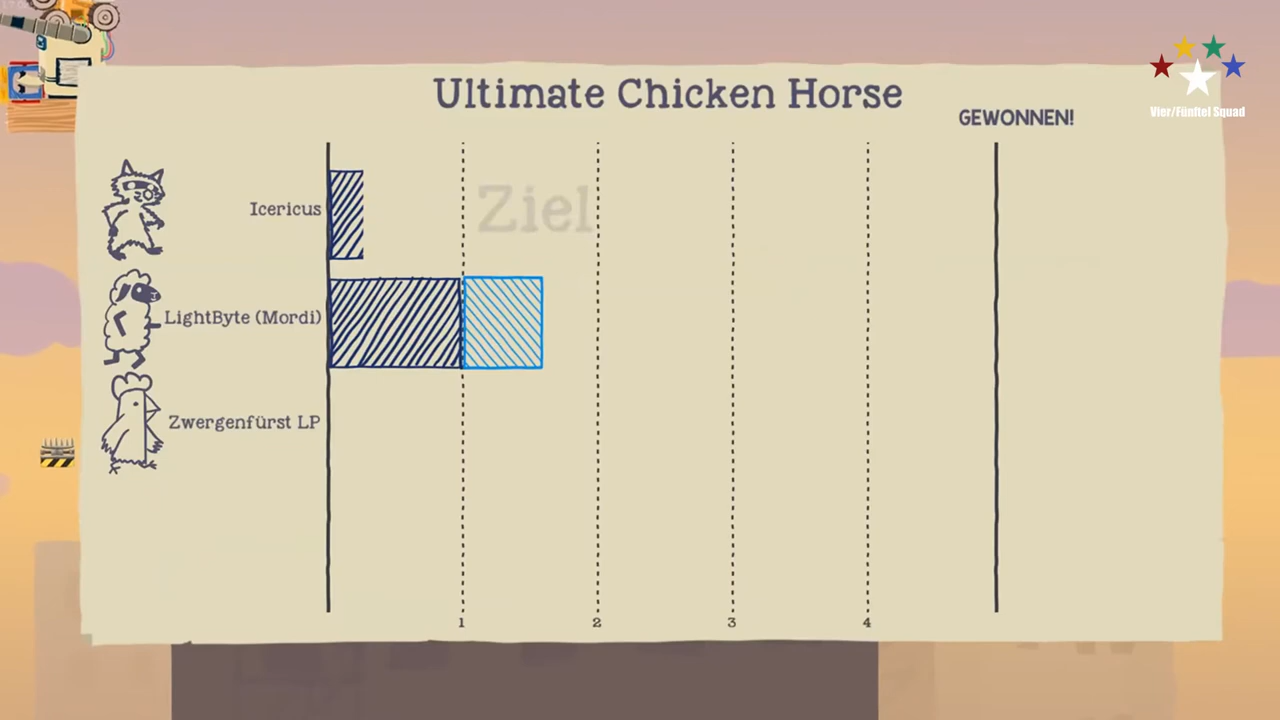 Ultimate Chicken Horse
GEWONNEN!
Vier/Fünftel Squad
Icericus
Ziel
LightByte (Mordi)
Zwergenfürst LP
1 2 3 4